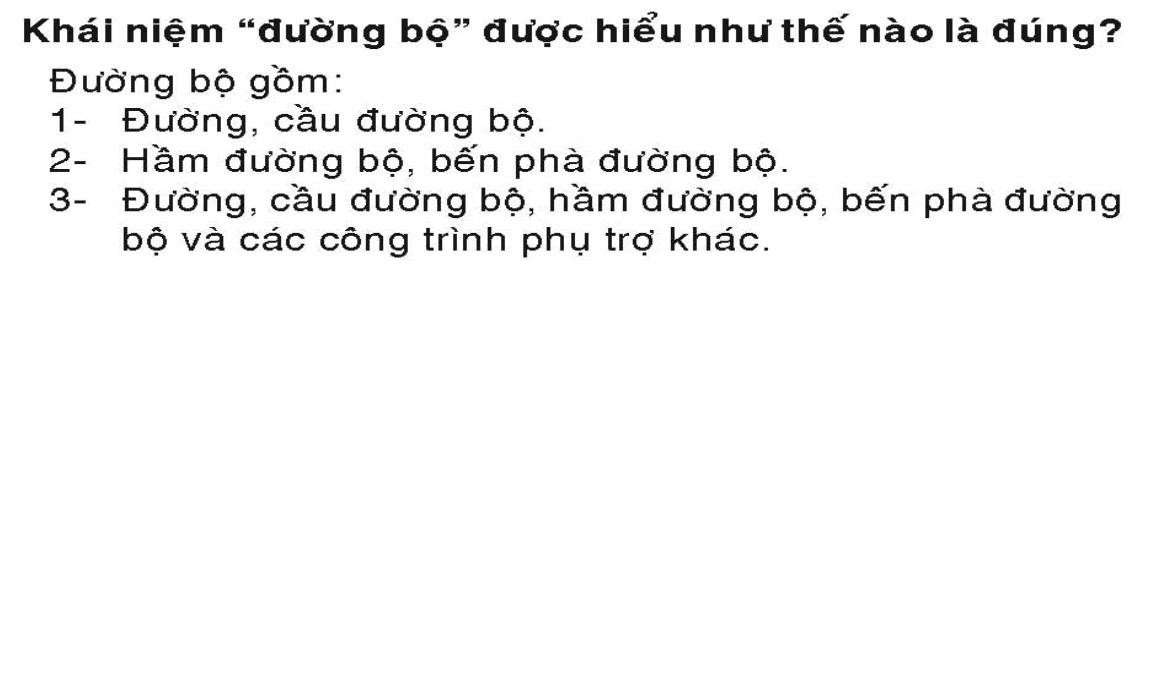 Khái niệm “đường bộ” được hiểu như thế nào là đúng?
Đường bộ gồm:
1- Đường, cầu đường bộ.
2- Hầm đường bộ, bến phà đường bộ.
3- Đường, cầu đường bộ, hầm đường bộ, bến phà đường
bộ và các công trình phụ trợ khác.